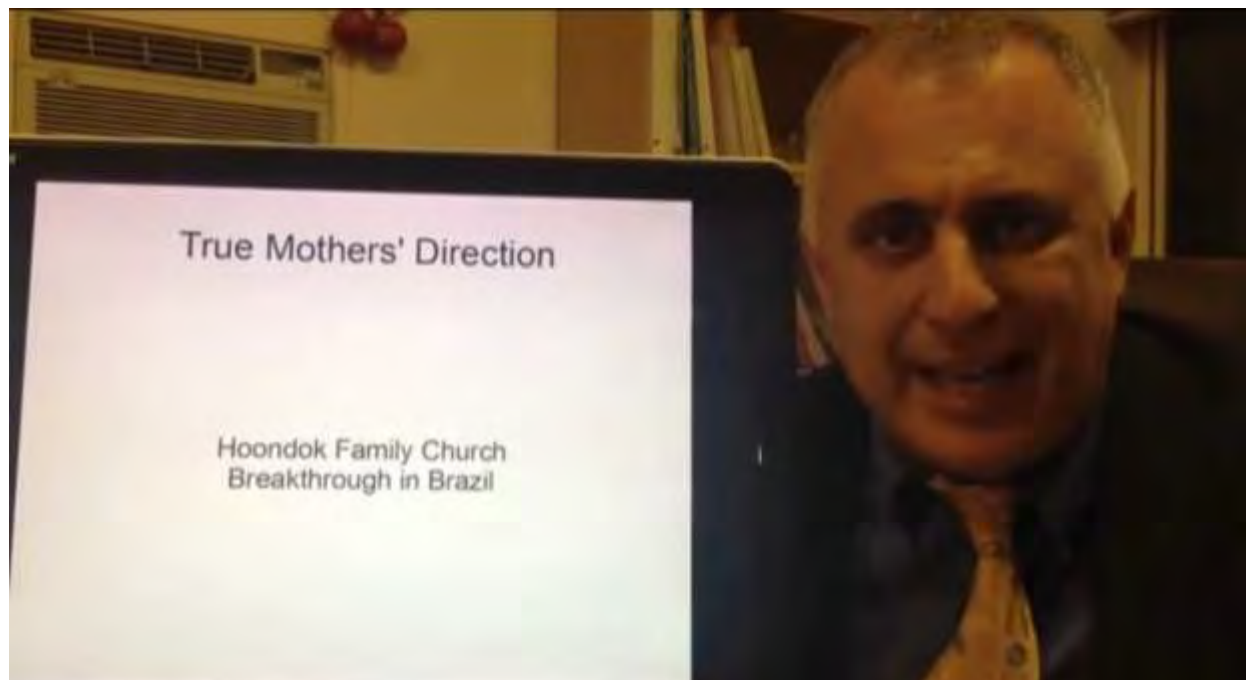 True Mothers' Direction
Hoondok Family Church
Breakthrough in Brazil